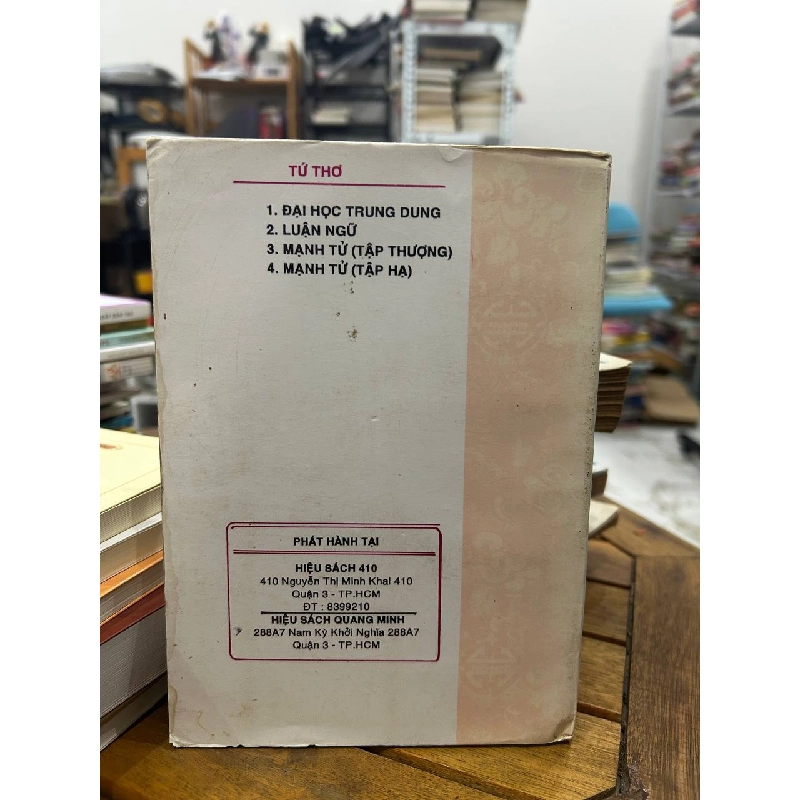 TỨ THƠ
1. ĐẠI HỌC TRUNG DUNG
2. LUẬN NGỮ
3. MẠNH TỬ (TẬP THƯỢNG)
4. MẠNH TỬ (TẬP HẠ)
PHÁT HÀNH TẠI
HIỆU SÁCH 410
410 Nguyễn Thị Minh Khai 410
Quận 3 - TP.HCM
ĐT : 8399210
HIỆU SÁCH QUANG MINH
288A7 Nam Kỳ Khởi Nghĩa 288A7
Quận 3 - TP.HCM